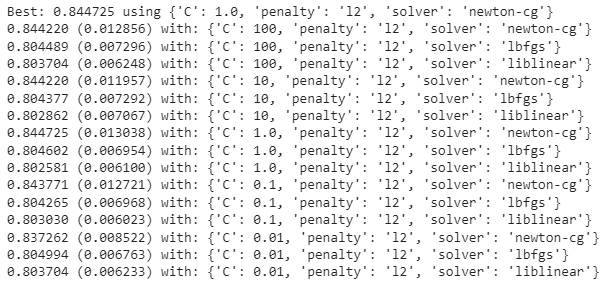 Best: 0.844725 using {'C': 1.0, 'penalty': 'l2', 'solver': 'newton-cg'}
0.844220 (0.012856) with: {'C': 100, 'penalty': 'l2', 'solver': 'newton-cg'}
0.804489 (0.007296) with: {'C': 100, 'penalty': 'l2', 'solver': 'lbfgs'}
0.803704 (0.006248) with: {'C': 100, 'penalty': 'l2', 'solver': 'liblinear'}
0.844220 (0.011957) with: {'C': 10, 'penalty': 'l2', 'solver': 'newton-cg'}
0.804377 (0.007292) with: {'C': 10, 'penalty': 'l2', 'solver': 'lbfgs'}
0.802862 (0.007067) with: {'C': 10, 'penalty': 'l2', 'solver': 'liblinear'}
0.844725 (0.013038) with: {'C': 1.0, 'penalty': 'l2', 'solver': 'newton-cg'}
0.804602 (0.006954) with: {'C': 1.0, 'penalty': 'l2', 'solver': 'lbfgs'}
0.802581 (0.006100) with: {'C': 1.0, 'penalty': 'l2', 'solver': 'liblinear'}
0.843771 (0.012721) with: {'C': 0.1, 'penalty': 'l2', 'solver': 'newton-cg'}
0.804265 (0.006968) with: {'C': 0.1, 'penalty': 'l2', 'solver': 'lbfgs'}
0.803030 (0.006023) with: {'C': 0.1, 'penalty': 'l2', 'solver': 'liblinear'}
0.837262 (0.008522) with: {'C': 0.01, 'penalty': 'l2', 'solver': 'newton-cg'}
0.804994 (0.006763) with: {'C': 0.01, 'penalty': 'l2', 'solver': 'lbfgs'}
0.803704 (0.006233) with: {'C': 0.01, 'penalty': 'l2', 'solver': 'liblinear'}